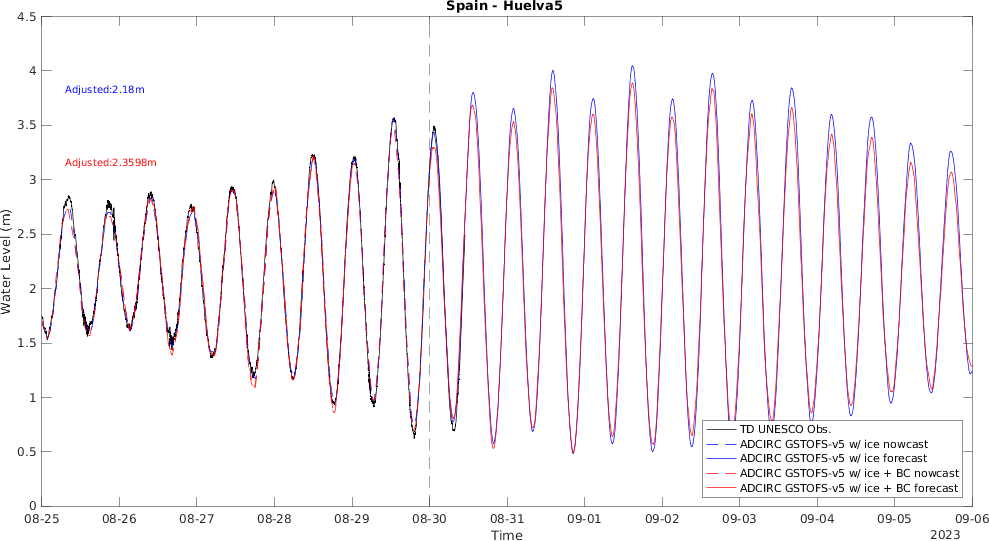 Spain - Huelva5
4.5
4
3.5
3
2.5
2
1.5
1
0.5
0
Water Level (m)
Adjusted:2.18m
Adjusted:2.3598m
TD UNESCO Obs.
ADCIRC GSTOFS-v5 w/ ice nowcast
ADCIRC GSTOFS-v5 w/ ice forecast
ADCIRC GSTOFS-v5 w/ ice + BC nowcast
ADCIRC GSTOFS-v5 w/ ice + BC forecast
08-25 08-26 08-27 08-28 08-29 08-30 08-31 09-01 09-02 09-03 09-04 09-05 09-06
Time
2023